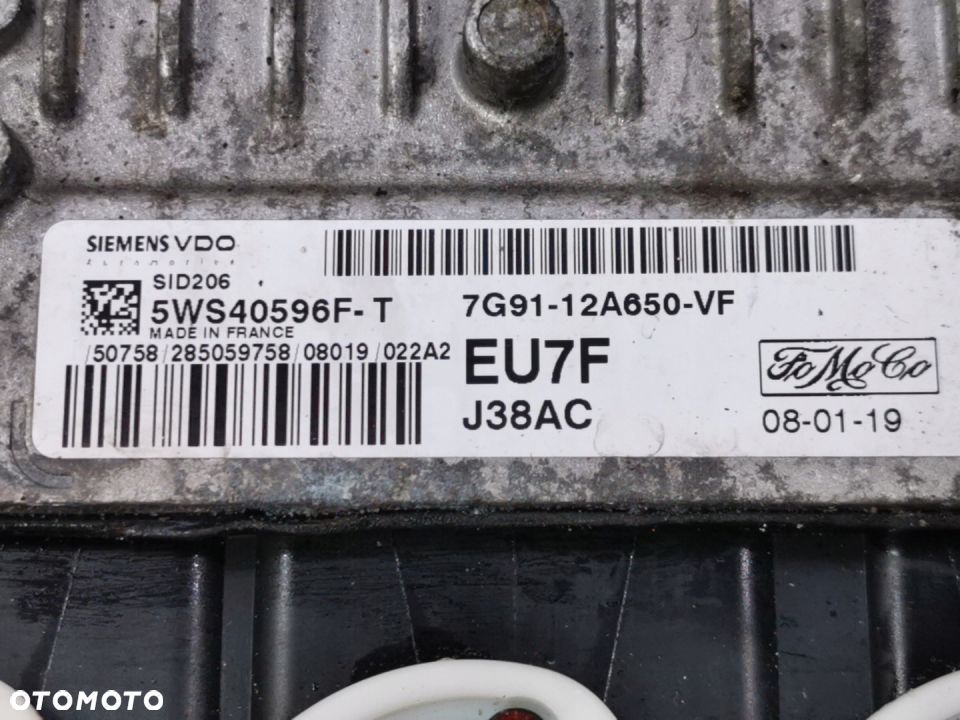 SIEMENS VDO
Automotive
SID206
5WS40596F-T
MADE IN FRANCE
/50758/285059758/08019/022A2
7G91-12A650-VF
EU7F
J38AC
FoMoCo
08-01-19
OTOMOTO